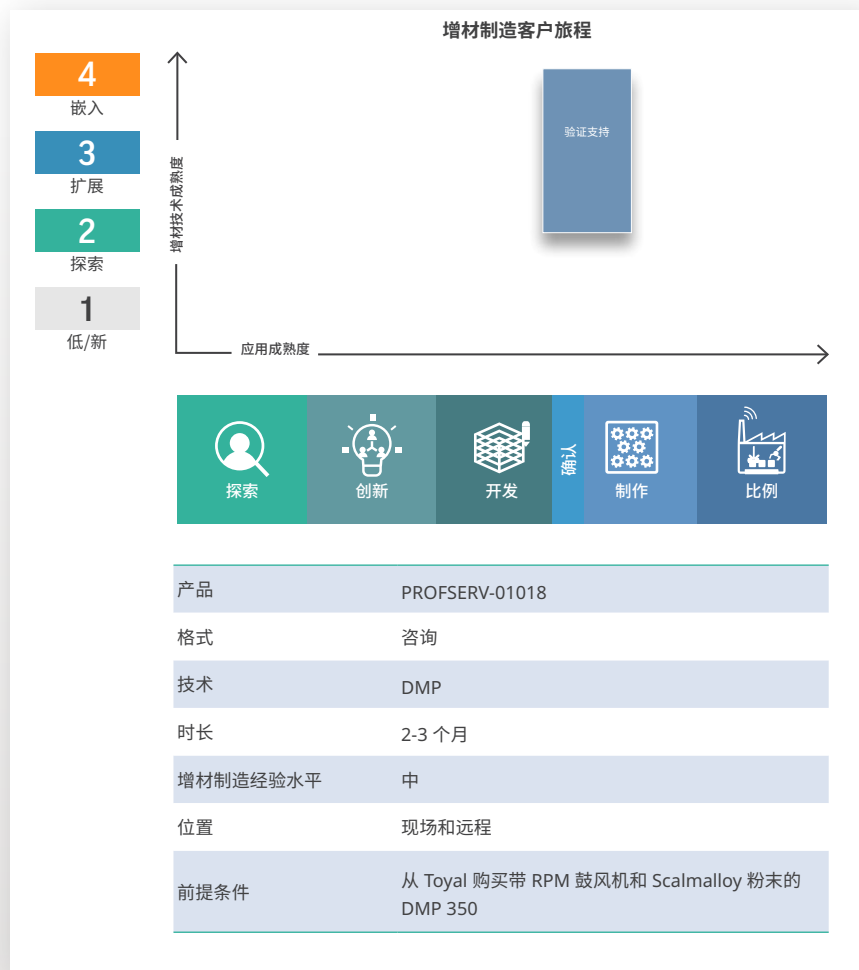 增材制造客户旅程
4
嵌入
3
扩展
2
探索
1
低/新
增材技术成熟度
验证支持
应用成熟度
探索
创新
开发
确认
制作
比例
产品 PROFSERV-01018
格式 咨询
技术 DMP
时长 2-3 个月
增材制造经验水平 中
位置 现场和远程
前提条件 从 Toyal 购买带 RPM 鼓风机和 Scalmalloy 粉末的
DMP 350